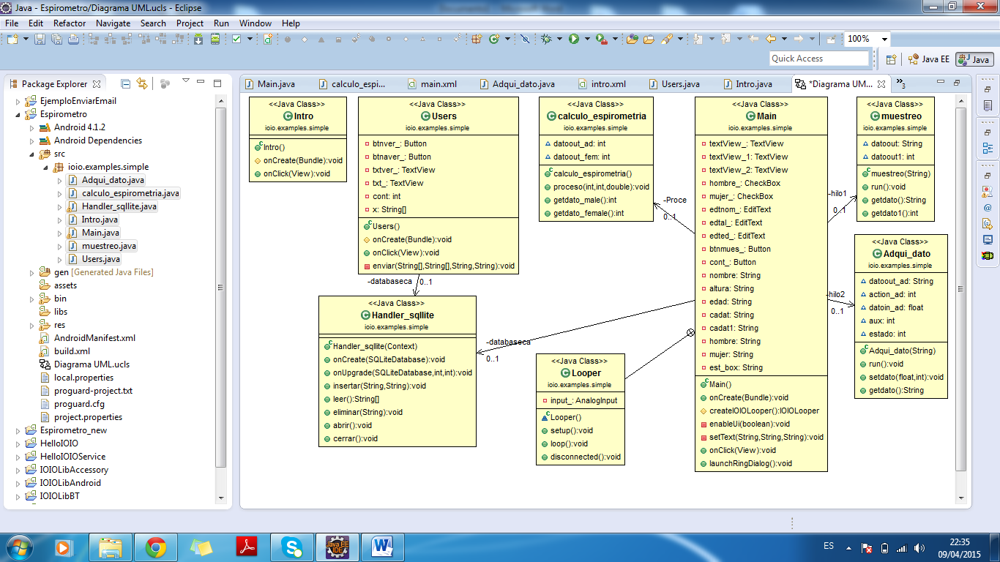 Java - Espirometro/Diagrama UML.ucls - Eclipse
File Edit Refactor Navigate Search Project Run Window Help
100%
Quick Access
Java EE
Java
Package Explorer
EjemploEnviarEmail
Espirometro
Android 4.1.2
Android Dependencies
src
ioio.examples.simple
Adqui_dato.java
calculo_espirometria.java
Handler_sqllite.java
Intro.java
Main.java
muestreo.java
Users.java
gen [Generated Java Files]
assets
bin
libs
res
AndroidManifest.xml
build.xml
Diagrama UML.ucls
local.properties
proguard-project.txt
proguard.cfg
project.properties
Espirometro_new
HelloIOIO
HelloIOIOService
IOIOLibAccessory
IOIOLibAndroid
IOIOLibBT
Main.java calculo_espi... main.xml Adqui_dato.java intro.xml Users.java Intro.java *Diagrama UM... »3
<<Java Class>>
Intro
ioio.examples.simple
Intro()
onCreate(Bundle):void
onClick(View):void
<<Java Class>>
Users
ioio.examples.simple
btnver_: Button
btnaver_: Button
txtver_: TextView
txt_: TextView
cont: int
x: String[]
Users()
onCreate(Bundle):void
onClick(View):void
enviar(String[],String[],String,String):void
-databaseca
0..1
<<Java Class>>
Handler_sqllite
ioio.examples.simple
Handler_sqllite(Context)
onCreate(SQLiteDatabase):void
onUpgrade(SQLiteDatabase,int,int):void
insertar(String,String):void
leer():String[]
eliminar(String):void
abrir():void
cerrar():void
<<Java Class>>
calculo_espirometria
ioio.examples.simple
datoout_ad: int
datoout_fem: int
calculo_espirometria()
proceso(int,int,double):void
getdato_male():int
getdato_female():int
-Proce
0..1
-databaseca
0..1
<<Java Class>>
Looper
ioio.examples.simple
input_: AnalogInput
Looper()
setup():void
loop():void
disconnected():void
<<Java Class>>
Main
ioio.examples.simple
textView_: TextView
textView_1: TextView
textView_2: TextView
hombre_: CheckBox
mujer_: CheckBox
edtnom_: EditText
edtal_: EditText
edted_: EditText
btnmues_: Button
cont_: Button
nombre: String
altura: String
edad: String
cadat: String
cadat1: String
hombre: String
mujer: String
est_box: String
Main()
onCreate(Bundle):void
createIOIOLooper():IOIOLooper
enableUi(boolean):void
setText(String,String,String):void
onClick(View):void
launchRingDialog():void
-hilo1
0..1
<<Java Class>>
muestreo
ioio.examples.simple
datoout: String
datoout1: int
muestreo(String)
run():void
getdato():String
getdato1():int
-hilo2
0..1
<<Java Class>>
Adqui_dato
ioio.examples.simple
datoout_ad: String
action_ad: int
datoin_ad: float
aux: int
estado: int
Adqui_dato(String)
run():void
setdato(float,int):void
getdato():String
Java EE
IDE
ES
22:35
09/04/2015